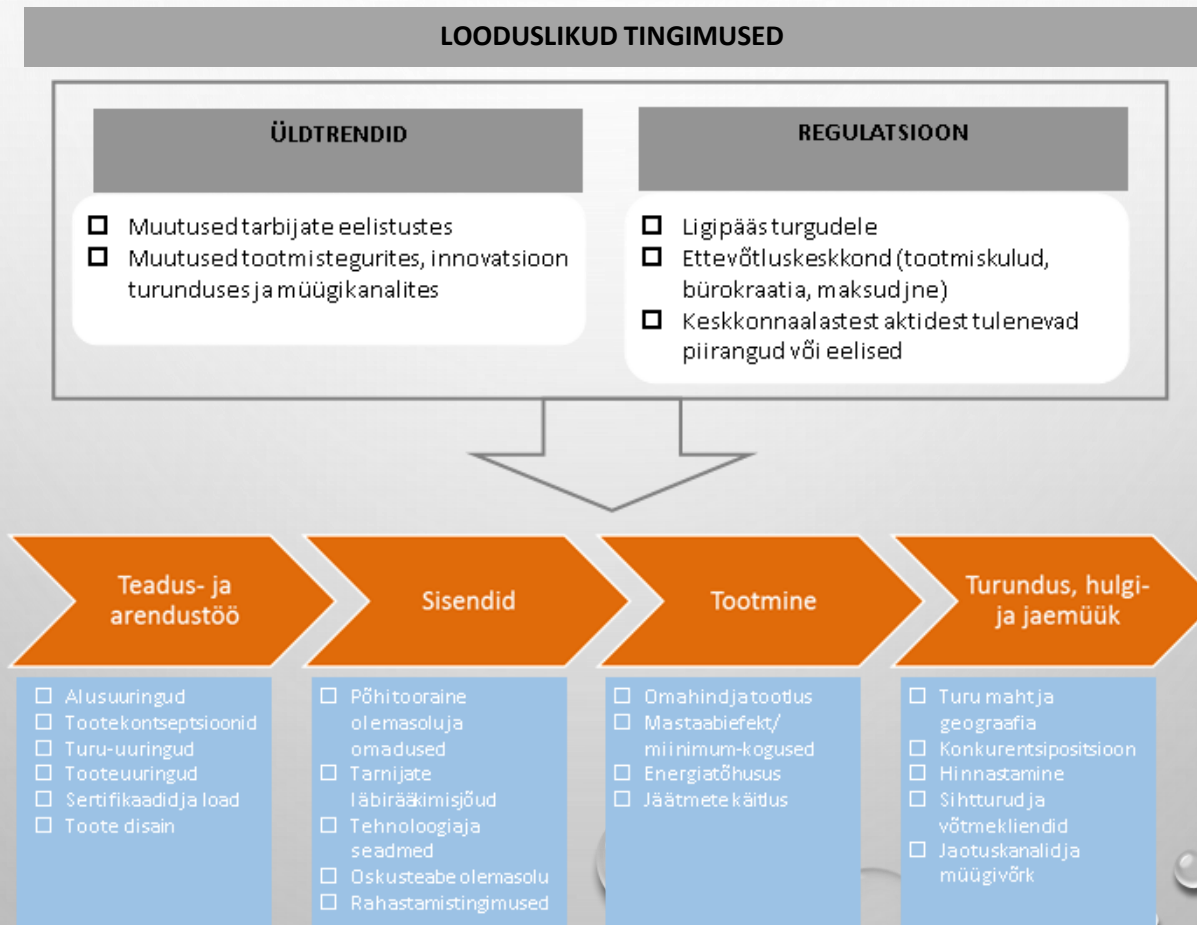 LOODUSLIKUD TINGIMUSED
ÜLDTRENDID
☐ Muutused tarbijate eelistustes
☐ Muutused tootmistegurites, innovatsioon
turunduses ja müügikanalites
REGULATSIOON
☐ Ligipääs turgudele
☐ Ettevõtluskeskkond (tootmiskulud,
bürokraatia, maksud jne)
☐ Keskkonnaalastest aktidest tulenevad
piirangud või eelised
Teadus- ja
arendustöö
☐ Alusuuringud
☐ Tootekontseptsioonid
☐ Turu-uuringud
☐ Tooteuuringud
☐ Sertifikaadid ja load
☐ Toote disain
Sisendid
☐ Põhitooraine
olemasolu ja
omadused
☐ Tarnijate
läbirääkimisjõud
☐ Tehnoloogia ja
seadmed
☐ Oskusteabe olemasolu
☐ Rahastamistingimused
Tootmine
☐ Omahind ja tootlus
☐ Mastaabiefekt/
miinimum-kogused
☐ Energiatõhusus
☐ Jäätmete käitlus
Turundus, hulgi-
ja jaemüük
☐ Turu maht ja
geograafia
☐ Konkurentsipositsioon
☐ Hinnastamine
☐ Sihtturud ja
võtmekliendid
☐ Jaotuskanalid ja
müügivõrk